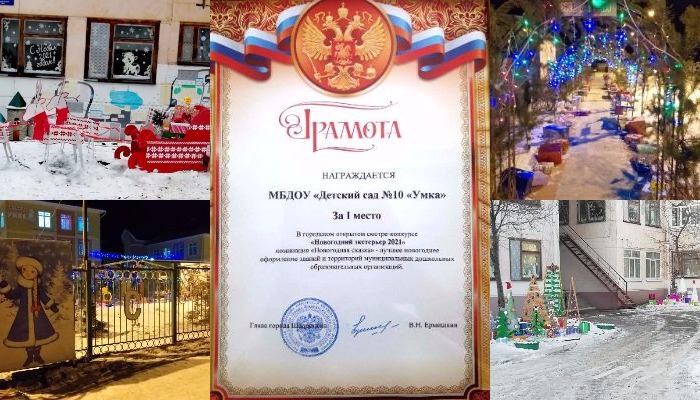 С Новым
2021
годом!
Грамота
НАГРАЖДАЕТСЯ
МБДОУ «Детский сад №10 «Умка»
За I место
В городском открытом смотре-конкурсе
«Новогодний экстерьер 2021»
номинация «Новогодняя сказка» - лучшее новогоднее
оформление зданий и территорий муниципальных дошкольных
образовательных организаций.
Глава города
В.Н. Ермишкин